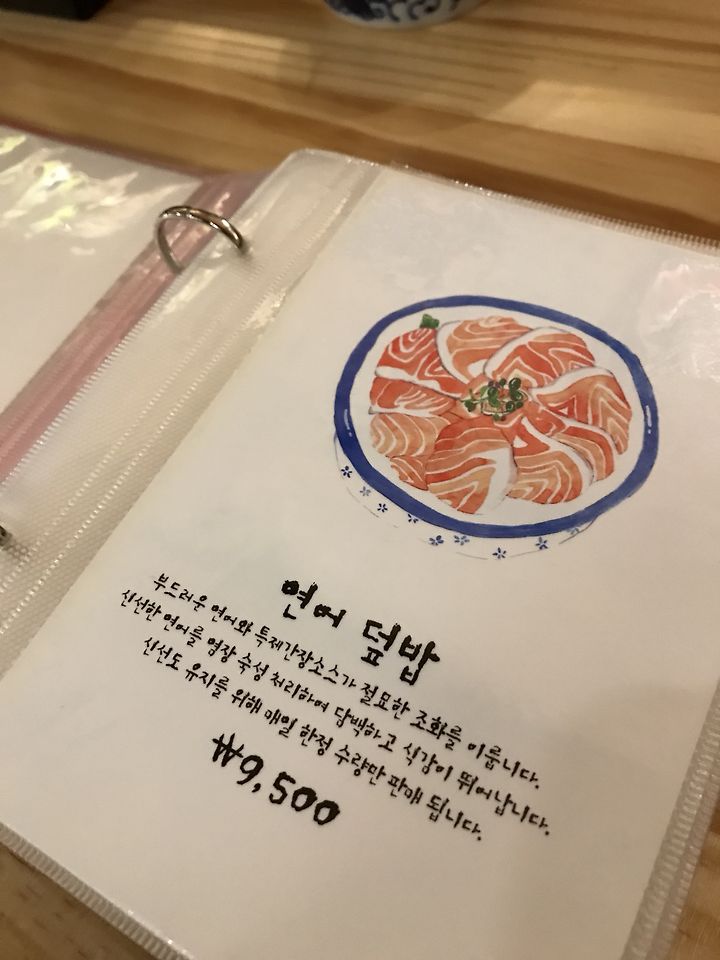 연어 덮밥
부드러운 연어와 특제간장소스가 절묘한 조화를 이룹니다.
신선한 연어를 염장 숙성 처리하여 담백하고 식감이 뛰어납니다.
신선도 유지를 위해 매일 한정 수량만 판매 됩니다.
₩9,500